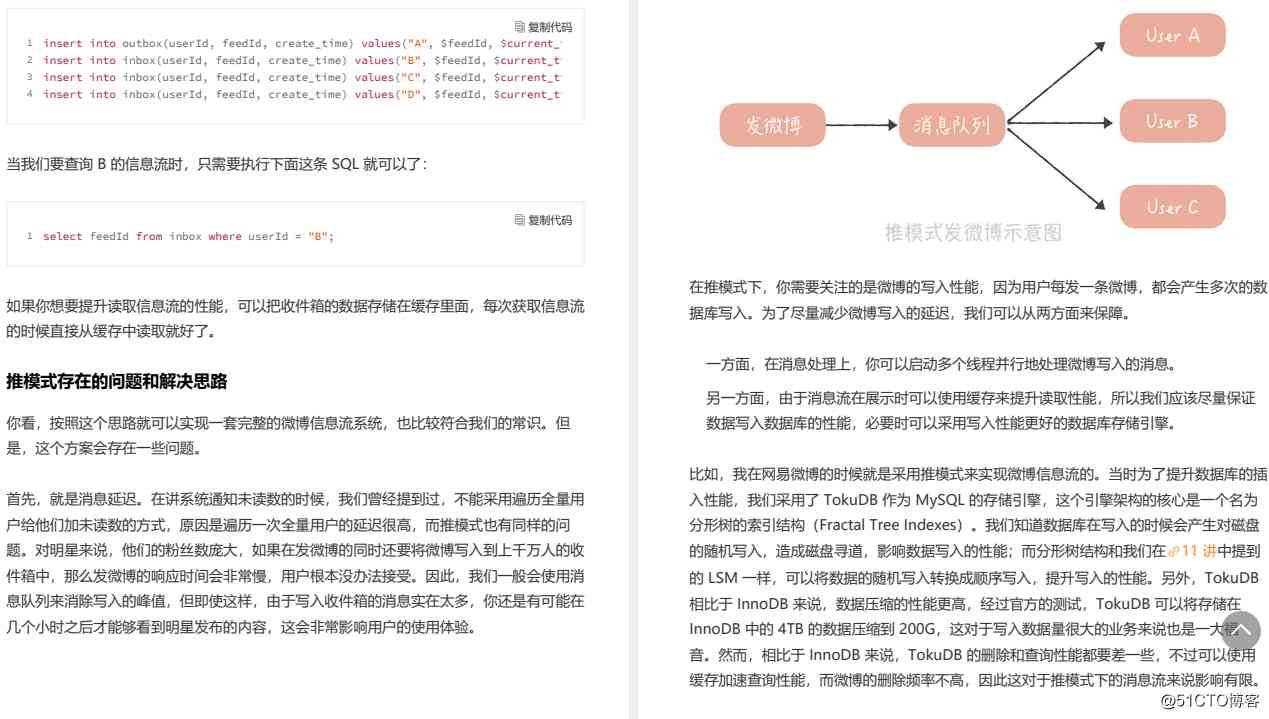 复制代码
1 insert into outbox(userId, feedId, create_time) values("A", $feedId, $current_t
2 insert into inbox(userId, feedId, create_time) values("B", $feedId, $current_t
3 insert into inbox(userId, feedId, create_time) values("C", $feedId, $current_t
4 insert into inbox(userId, feedId, create_time) values("D", $feedId, $current_t
当我们要查询 B 的信息流时，只需要执行下面这条 SQL 就可以了：
复制代码
1 select feedId from inbox where userId = "B";
如果你想要提升读取信息流的性能，可以把收件箱的数据存储在缓存里面，每次获取信息流
的时候直接从缓存中读取就好了。
推模式存在的问题和解决思路
你看，按照这个思路就可以实现一套完整的微博信息流系统，也比较符合我们的常识。但
是，这个方案会存在一些问题。
首先，就是消息延迟。在讲系统通知未读数的时候，我们曾经提到过，不能采用遍历全量用
户给他们加未读数的方式，原因是遍历一次全量用户的延迟很高，而推模式也有同样的问
题。对明星来说，他们的粉丝数庞大，如果在发微博的同时还要将微博写入到上千万人的收
件箱中，那么发微博的响应时间会非常慢，用户根本没办法接受。因此，我们一般会使用消
息队列来消除写入的峰值，但即使这样，由于写入收件箱的消息实在太多，你还是有可能在
几个小时之后才能够看到明星发布的内容，这会非常影响用户的使用体验。
User A
发微博
消息队列
User B
User C
推模式发微博示意图
在推模式下，你需要关注的是微博的写入性能，因为用户每发一条微博，都会产生多次的数
据库写入。为了尽量减少微博写入的延迟，我们可以从两方面来保障。
一方面，在消息处理上，你可以启动多个线程并行地处理微博写入的消息。
另一方面，由于消息流在展示时可以使用缓存来提升读取性能，所以我们应该尽量保证
数据写入数据库的性能，必要时可以采用写入性能更好的数据库存储引擎。
比如，我在网易微博的时候就是采用推模式来实现微博信息流的。当时为了提升数据库的插
入性能，我们采用了 TokuDB 作为 MySQL 的存储引擎，这个引擎架构的核心是一个名为
分形树的索引结构（Fractal Tree Indexes）。我们知道数据库在写入的时候会产生对磁盘
的随机写入，造成磁盘寻道，影响数据写入的性能；而分形树结构和我们在11 讲中提到
的 LSM 一样，可以将数据的随机写入转换成顺序写入，提升写入的性能。另外，TokuDB
相比于 InnoDB 来说，数据压缩的性能更高，经过官方的测试，TokuDB 可以将存储在
InnoDB 中的 4TB 的数据压缩到 200G，这对于写入数据量很大的业务来说也是一大福
音。然而，相比于 InnoDB 来说，TokuDB 的删除和查询性能都要差一些，不过可以使用
缓存加速查询性能，而微博的删除频率不高，因此这对于推模式下的消息流来说影响有限。
@51CTO博客